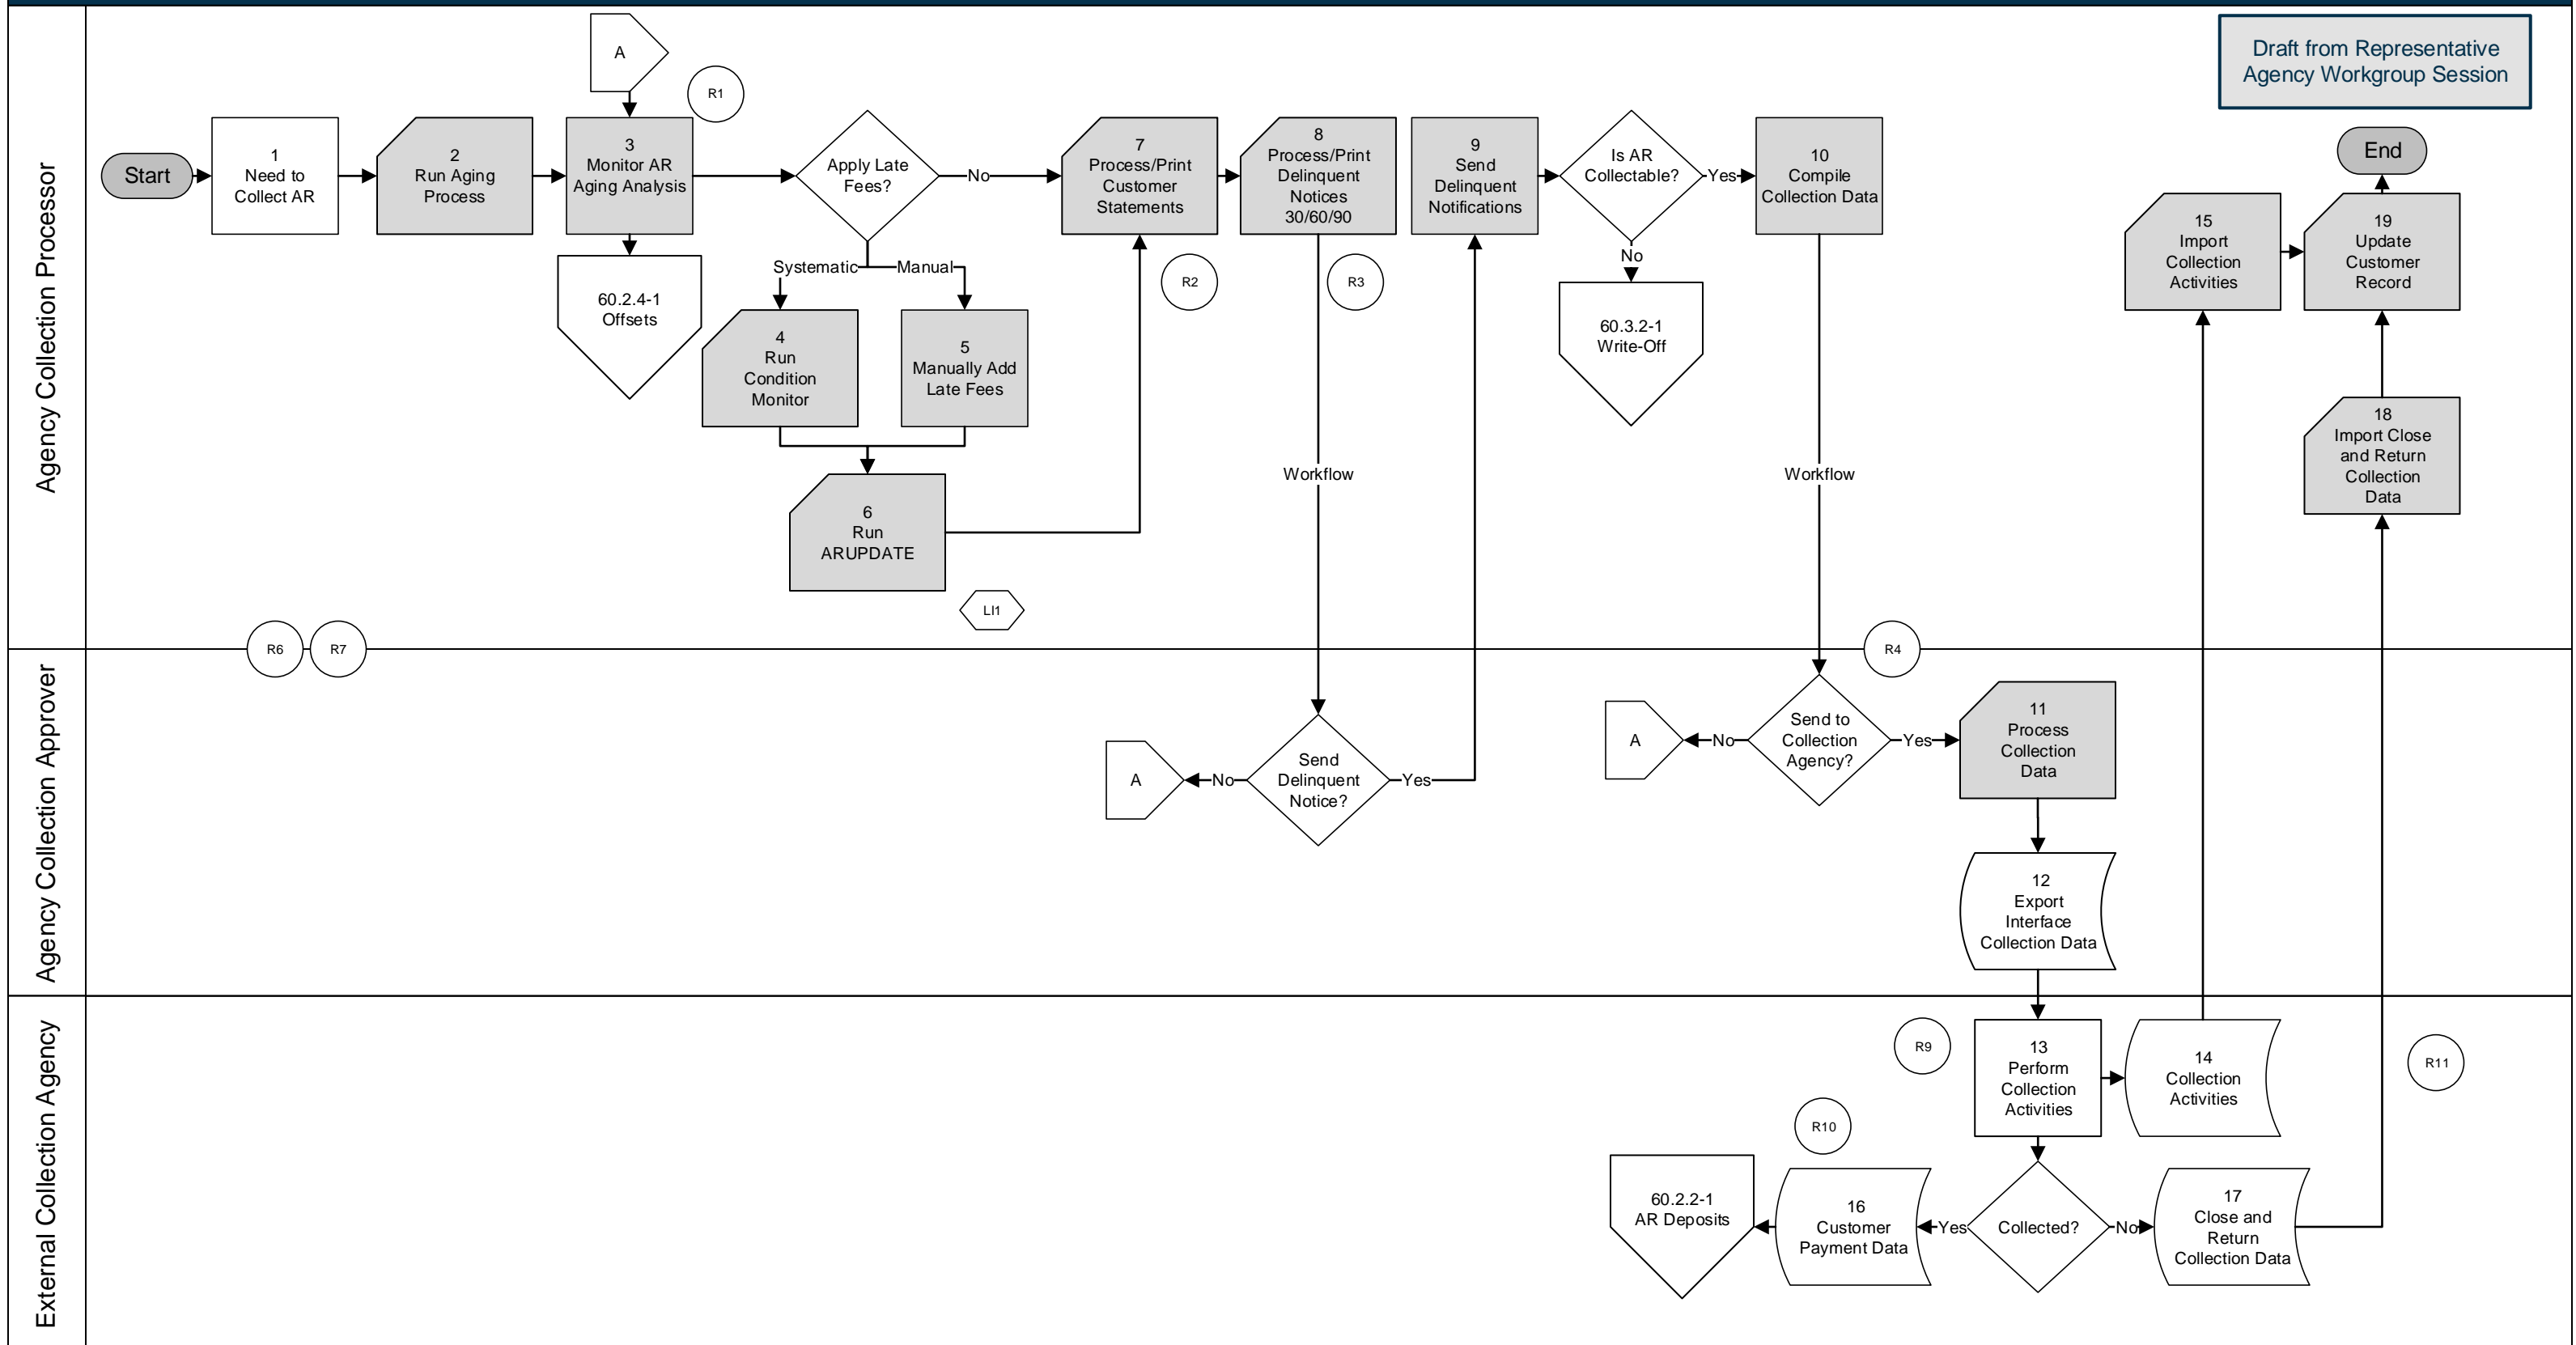 Agency Collection Processor
Draft from Representative
Agency Workgroup Session
A
R1
Start
1
Need to
Collect AR
2
Run Aging
Process
3
Monitor AR
Aging Analysis
60.2.4-1
Offsets
Apply Late
Fees?
No
Systematic
Manual
4
Run
Condition
Monitor
5
Manually Add
Late Fees
6
Run
ARUPDATE
LI1
7
Process/Print
Customer
Statements
R2
8
Process/Print
Delinquent
Notices
30/60/90
R3
Workflow
9
Send
Delinquent
Notifications
Is AR
Collectable?
Yes
No
60.3.2-1
Write-Off
10
Compile
Collection Data
Workflow
15
Import
Collection
Activities
End
19
Update
Customer
Record
18
Import Close
and Return
Collection
Data
R6
R7
R4
Agency Collection Approver
A
No
Send
Delinquent
Notice?
Yes
A
No
Send to
Collection
Agency?
Yes
11
Process
Collection
Data
12
Export
Interface
Collection Data
External Collection Agency
R9
13
Perform
Collection
Activities
14
Collection
Activities
R11
R10
60.2.2-1
AR Deposits
16
Customer
Payment Data
Yes
Collected?
No
17
Close and
Return
Collection Data